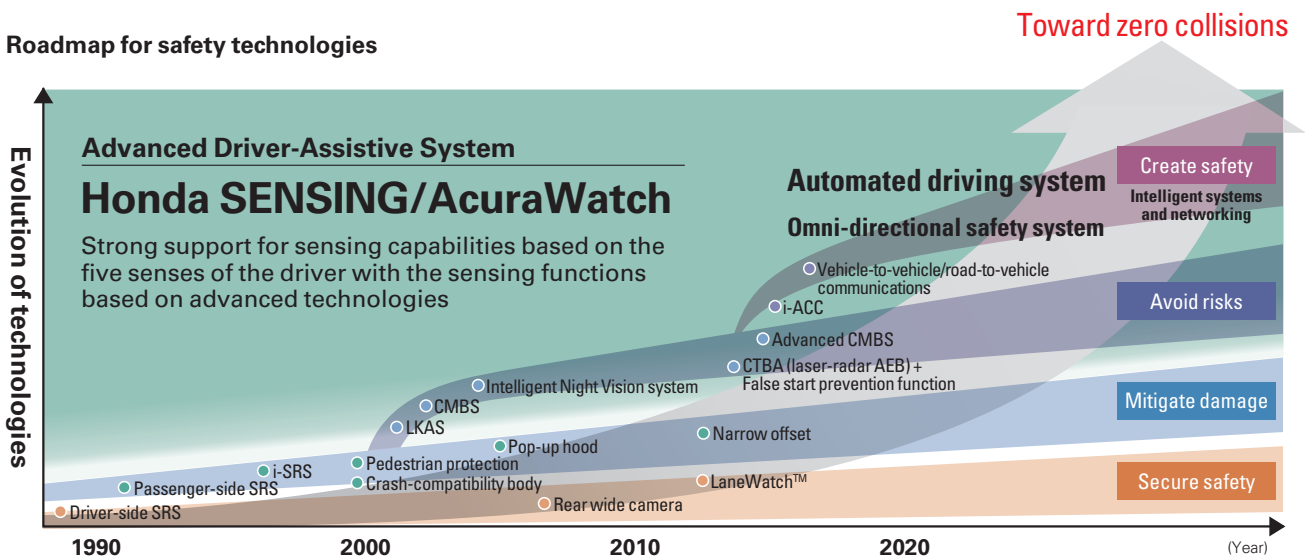 Toward zero collisions
Roadmap for safety technologies
Evolution of technologies
Advanced Driver-Assistive System
Honda SENSING/AcuraWatch
Strong support for sensing capabilities based on the
five senses of the driver with the sensing functions
based on advanced technologies
Automated driving system
Omni-directional safety system
Create safety
Intelligent systems
and networking
Vehicle-to-vehicle/road-to-vehicle
communications
i-ACC
Avoid risks
Advanced CMBS
CTBA (laser-radar AEB) +
False start prevention function
Intelligent Night Vision system
CMBS
LKAS
Mitigate damage
Narrow offset
Pop-up hood
Pedestrian protection
Crash-compatibility body
i-SRS
Passenger-side SRS
Secure safety
LaneWatch™
Rear wide camera
Driver-side SRS
1990
2000
2010
2020
(Year)